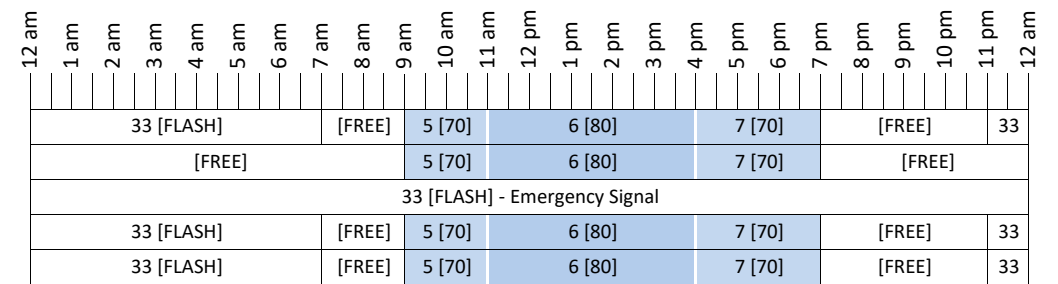 12 am 1 am 2 am 3 am 4 am 5 am 6 am 7 am 8 am 9 am 10 am 11 am 12 pm 1 pm 2 pm 3 pm 4 pm 5 pm 6 pm 7 pm 8 pm 9 pm 10 pm 11 pm 12 am
33 [FLASH] [FREE] 5 [70] 6 [80] 7 [70] [FREE] 33
[FREE] 5 [70] 6 [80] 7 [70] [FREE]
33 [FLASH] - Emergency Signal
33 [FLASH] [FREE] 5 [70] 6 [80] 7 [70] [FREE] 33
33 [FLASH] [FREE] 5 [70] 6 [80] 7 [70] [FREE] 33